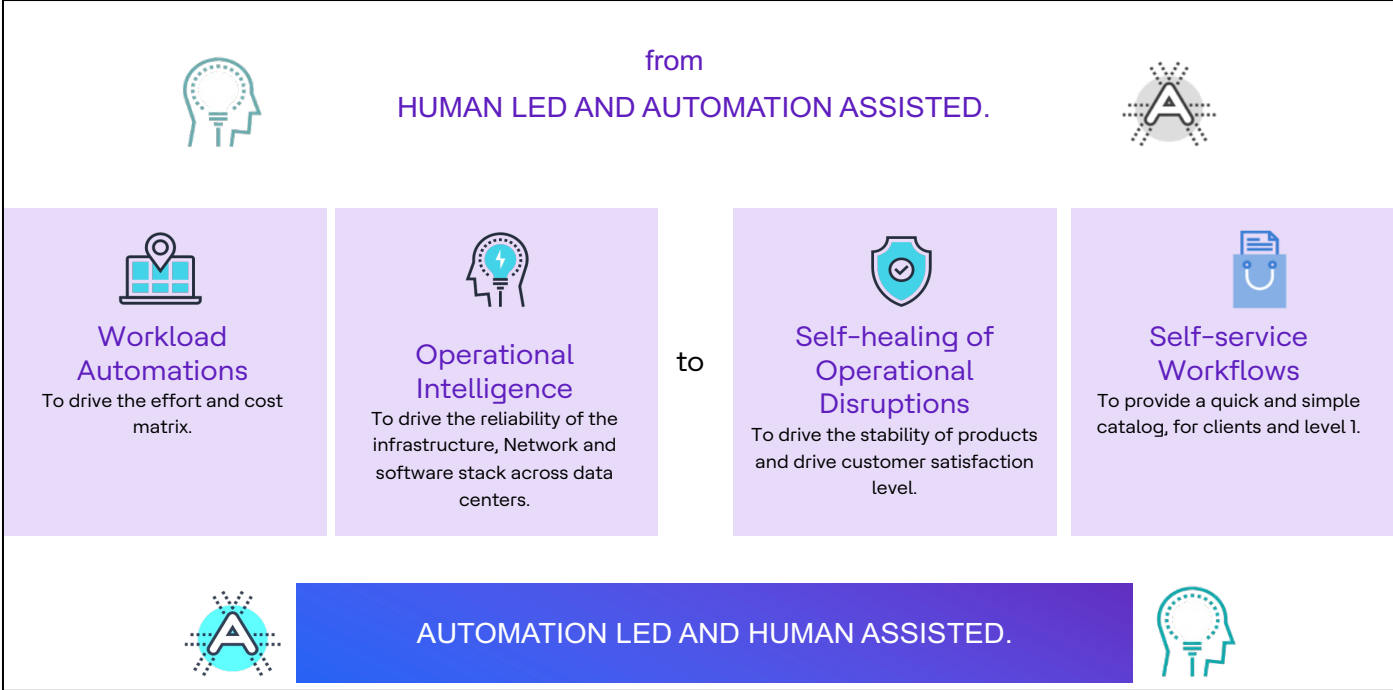 from
HUMAN LED AND AUTOMATION ASSISTED.
Workload
Automations
To drive the effort and cost
matrix.
Operational
Intelligence
To drive the reliability of the
infrastructure, Network and
software stack across data
centers.
to
Self-healing of
Operational
Disruptions
To drive the stability of products
and drive customer satisfaction
level.
Self-service
Workflows
To provide a quick and simple
catalog, for clients and level 1.
A
A
AUTOMATION LED AND HUMAN ASSISTED.